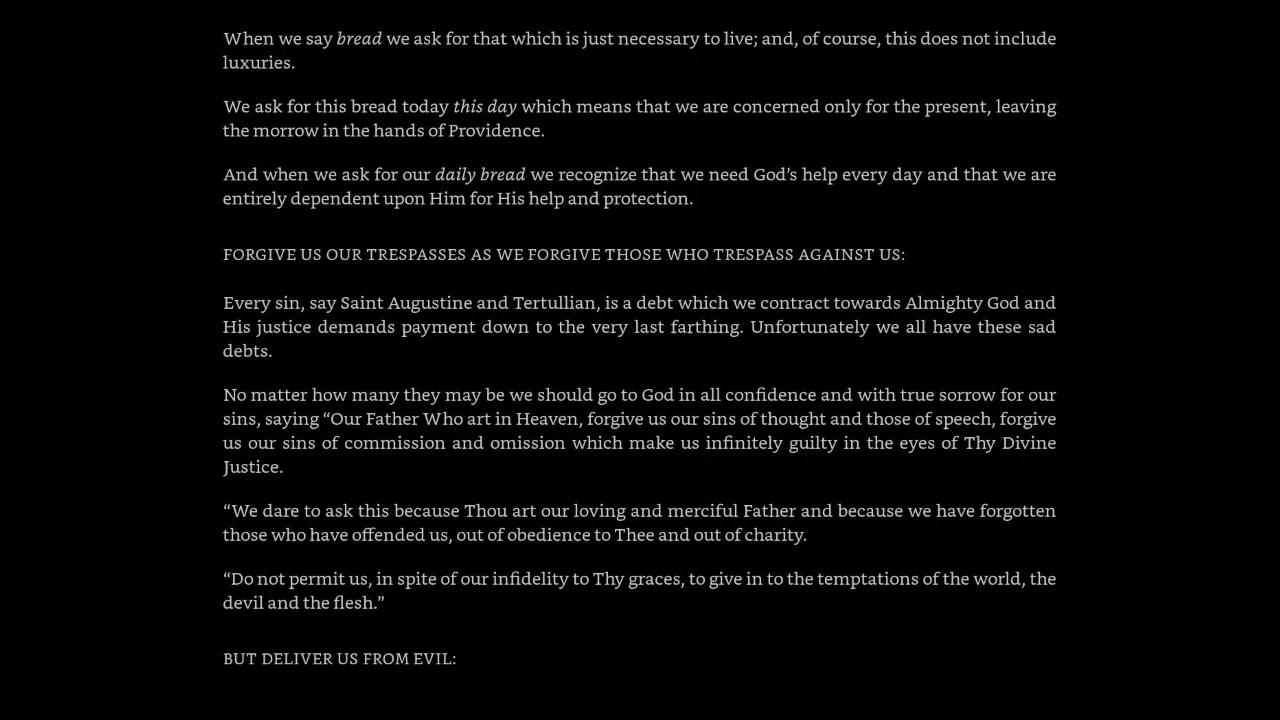 When we say bread we ask for that which is just necessary to live; and, of course, this does not include
luxuries.
We ask for this bread today this day which means that we are concerned only for the present, leaving
the morrow in the hands of Providence.
And when we ask for our daily bread we recognize that we need God’s help every day and that we are
entirely dependent upon Him for His help and protection.
FORGIVE US OUR TRESPASSES AS WE FORGIVE THOSE WHO TRESPASS AGAINST US:
Every sin, say Saint Augustine and Tertullian, is a debt which we contract towards Almighty God and
His justice demands payment down to the very last farthing. Unfortunately we all have these sad
debts.
No matter how many they may be we should go to God in all confidence and with true sorrow for our
sins, saying “Our Father Who art in Heaven, forgive us our sins of thought and those of speech, forgive
us our sins of commission and omission which make us infinitely guilty in the eyes of Thy Divine
Justice.
“We dare to ask this because Thou art our loving and merciful Father and because we have forgotten
those who have offended us, out of obedience to Thee and out of charity.
“Do not permit us, in spite of our infidelity to Thy graces, to give in to the temptations of the world, the
devil and the flesh.”
BUT DELIVER US FROM EVIL: